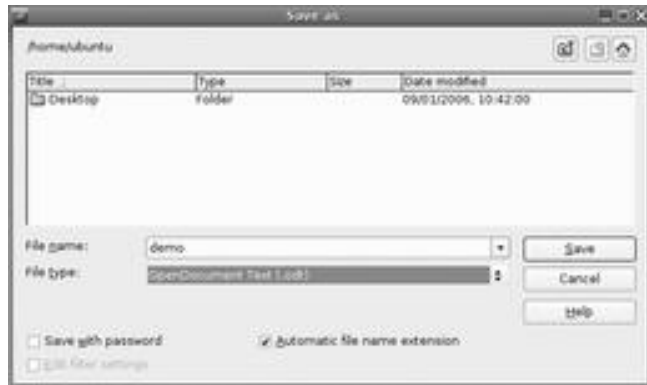 Save as
/home/ubuntu
Title Type Size Date modified
Desktop Folder 09/01/2006, 10:42:00
File name: demo Save
File type: OpenDocument Text (.odt) Cancel
Help
Save with password Automatic file name extension
Edit filter settings